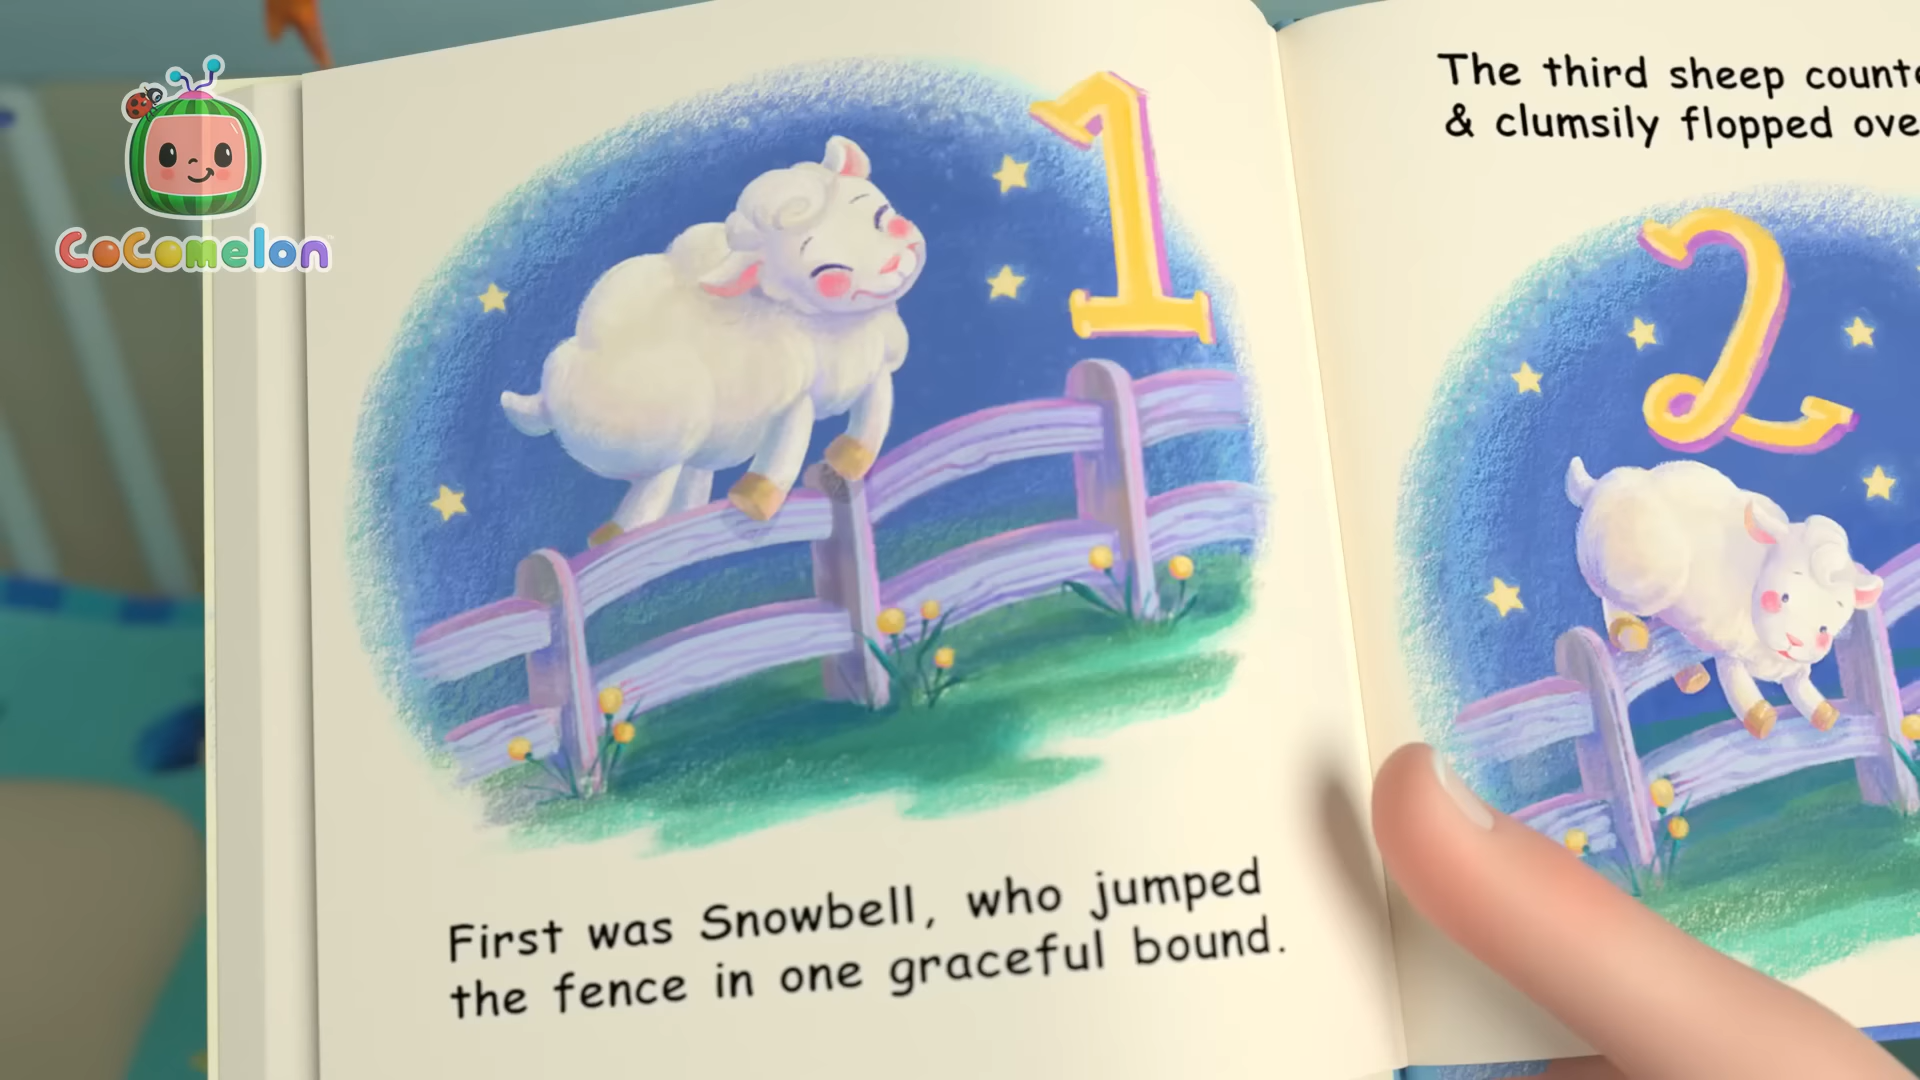 CoComelon
1
First was Snowbell, who jumped
the fence in one graceful bound.
The third sheep
& clumsily flopped
2